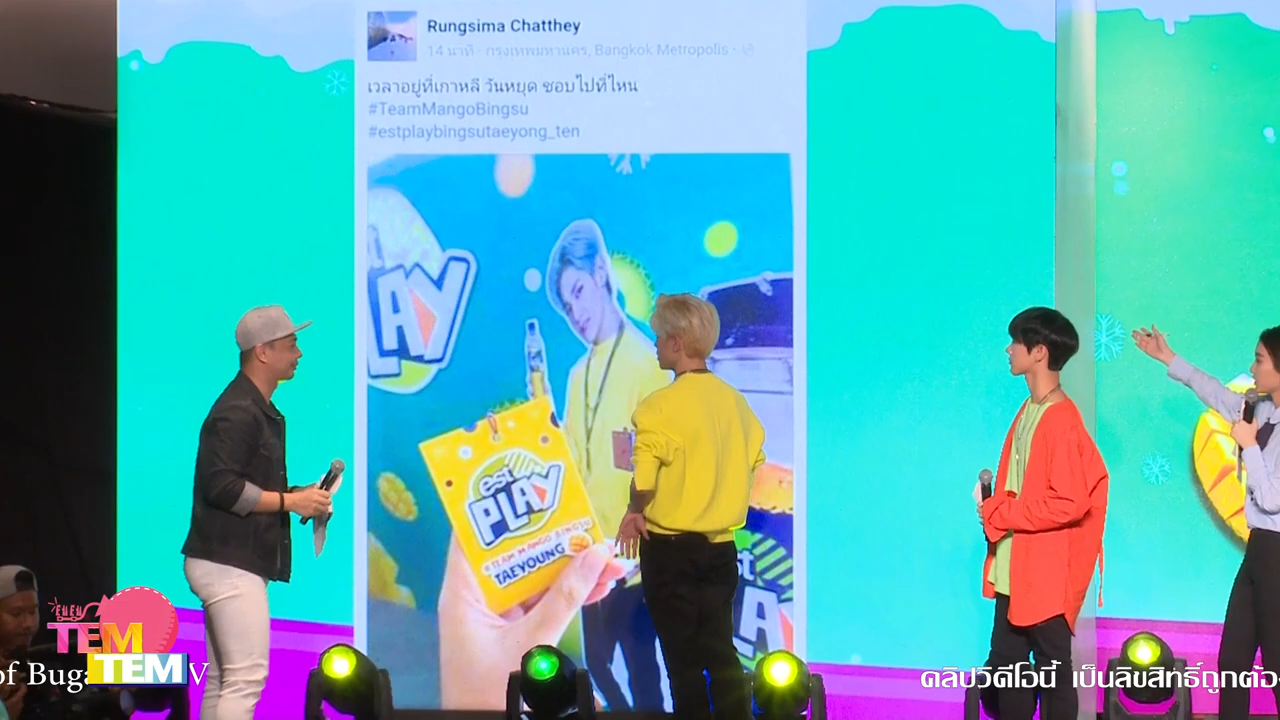 Rungsima Chatthey
14 นาที · กรุงเทพมหานคร, Bangkok Metropolis ·
เวลาอยู่ที่เกาหลี วันหยุด ชอบไปที่ไหน
#TeamMangoBingsu
#estplaybingsutaeyong_ten
PLAY
est
PLAY
#TEAM MANGO BINGSU
TAEYOUNG
st
LAY
TEM
TEM
of Buga V
คลิปวิดีโอนี้ เป็นลิขสิทธิ์ถูกต้อง